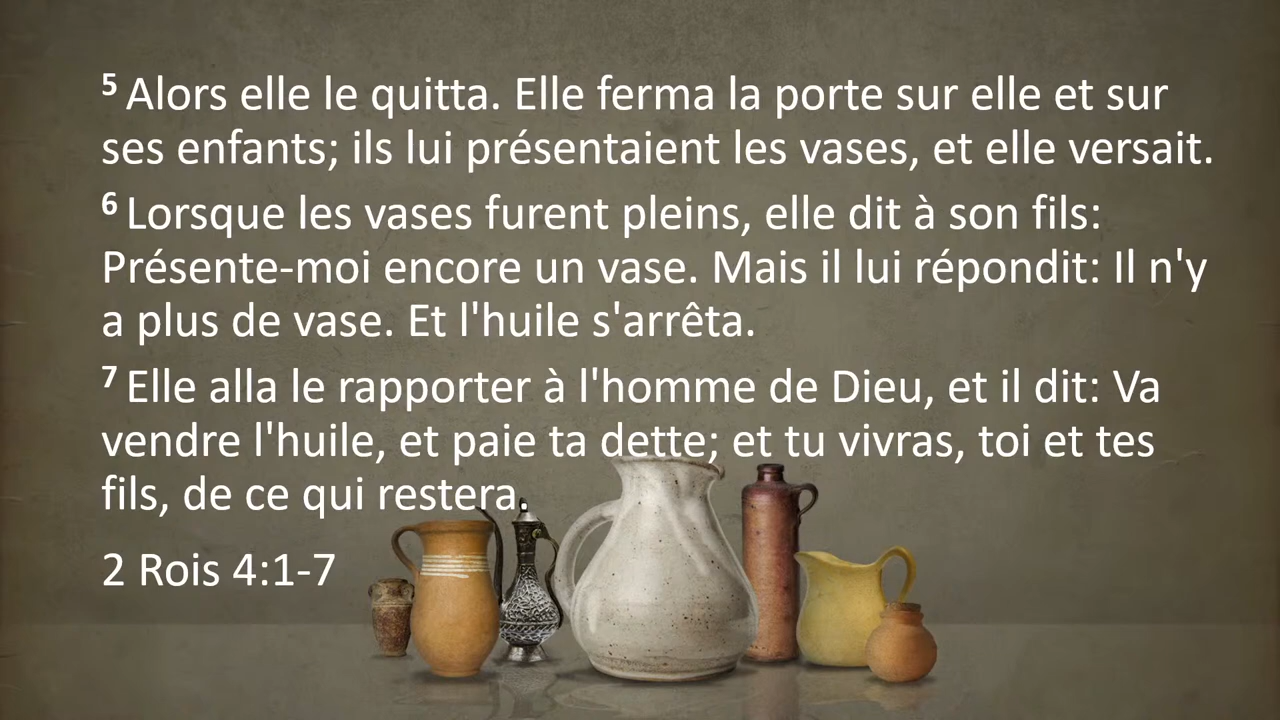 5 Alors elle le quitta. Elle ferma la porte sur elle et sur
ses enfants; ils lui présentaient les vases, et elle versait.
6 Lorsque les vases furent pleins, elle dit à son fils:
Présente-moi encore un vase. Mais il lui répondit: Il n'y
a plus de vase. Et l'huile s'arrêta.
7 Elle alla le rapporter à l'homme de Dieu, et il dit: Va
vendre l'huile, et paie ta dette; et tu vivras, toi et tes
fils, de ce qui restera.
2 Rois 4:1-7